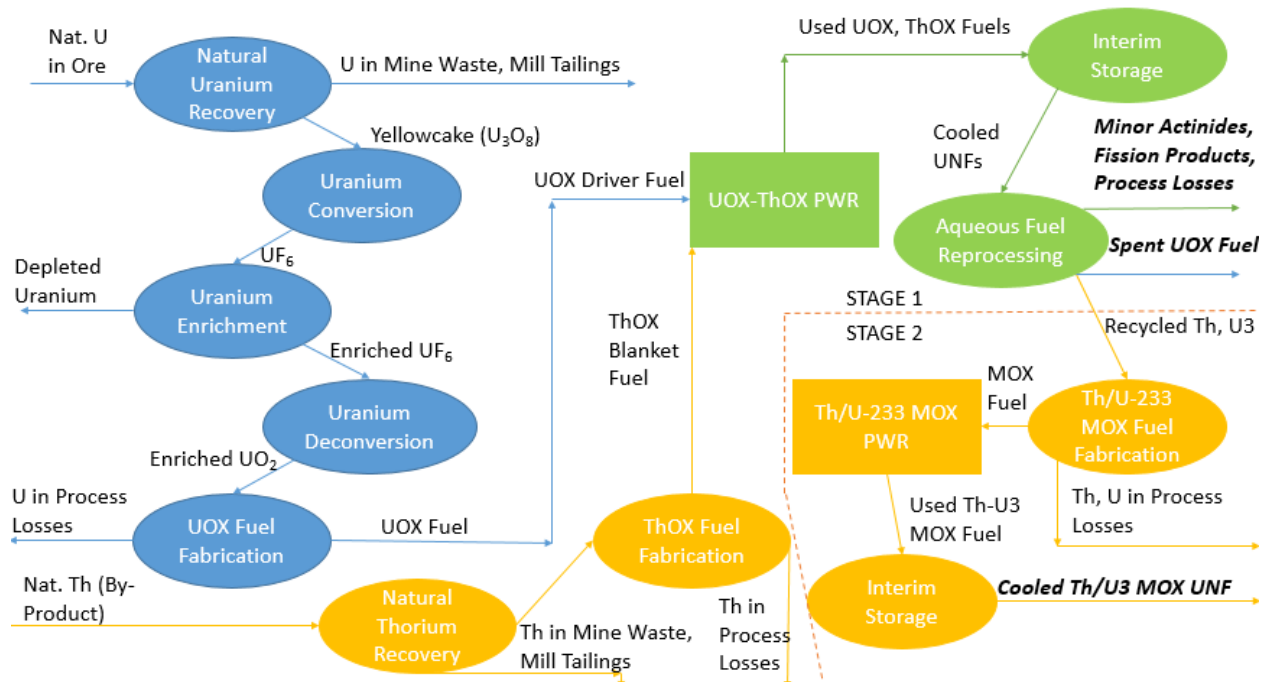 Nat. U
in Ore
Natural
Uranium
Recovery
U in Mine Waste, Mill Tailings
Yellowcake (U₃O₈)
Uranium
Conversion
UF₆
Depleted
Uranium
Uranium
Enrichment
Enriched UF₆
Uranium
Deconversion
Enriched UO₂
U in Process
Losses
UOX Fuel
Fabrication
UOX Fuel
UOX Driver Fuel
Nat. Th (By-
Product)
Natural
Thorium
Recovery
Th in Mine Waste,
Mill Tailings
ThOX Fuel
Fabrication
Th in
Process
Losses
ThOX
Blanket
Fuel
UOX-ThOX PWR
Used UOX, ThOX Fuels
Interim
Storage
Cooled
UNFs
Minor Actinides,
Fission Products,
Process Losses
Aqueous Fuel
Reprocessing
Spent UOX Fuel
STAGE 1
STAGE 2
Recycled Th, U3
Th/U-233
MOX Fuel
Fabrication
MOX
Fuel
Th/U-233 MOX
PWR
Th, U in Process
Losses
Used Th-U3
MOX Fuel
Interim
Storage
Cooled Th/U3 MOX UNF